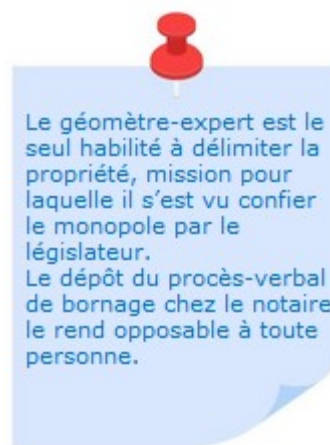 Le géomètre-expert est le
seul habilité à délimiter la
propriété, mission pour
laquelle il s'est vu confier
le monopole par le
législateur.
Le dépôt du procès-verbal
de bornage chez le notaire
le rend opposable à toute
personne.